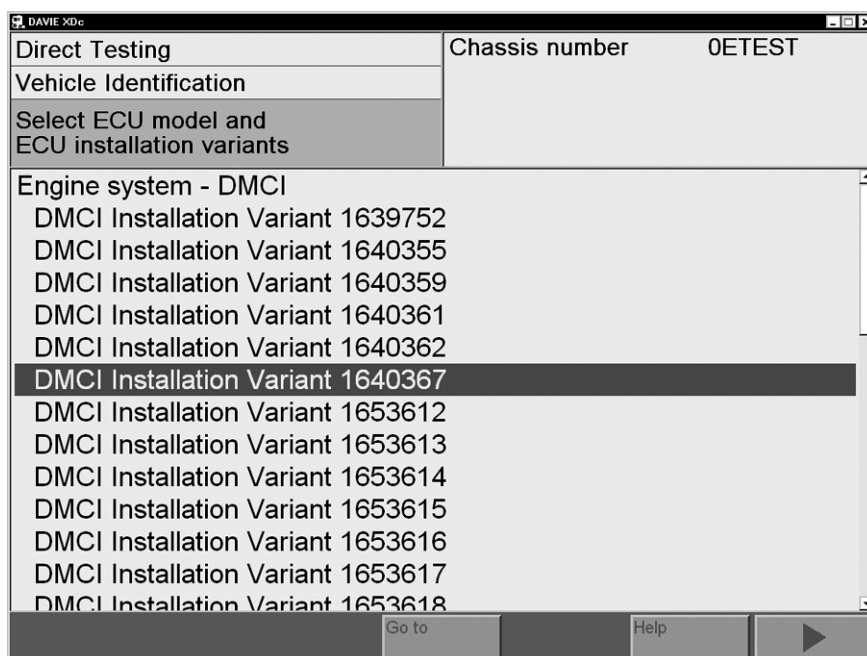 DAVIE XDc
Direct Testing
Vehicle Identification
Select ECU model and
ECU installation variants
Chassis number 0ETEST
Engine system - DMCI
DMCI Installation Variant 1639752
DMCI Installation Variant 1640355
DMCI Installation Variant 1640359
DMCI Installation Variant 1640361
DMCI Installation Variant 1640362
DMCI Installation Variant 1640367
DMCI Installation Variant 1653612
DMCI Installation Variant 1653613
DMCI Installation Variant 1653614
DMCI Installation Variant 1653615
DMCI Installation Variant 1653616
DMCI Installation Variant 1653617
DMCI Installation Variant 1653618
Go to
Help